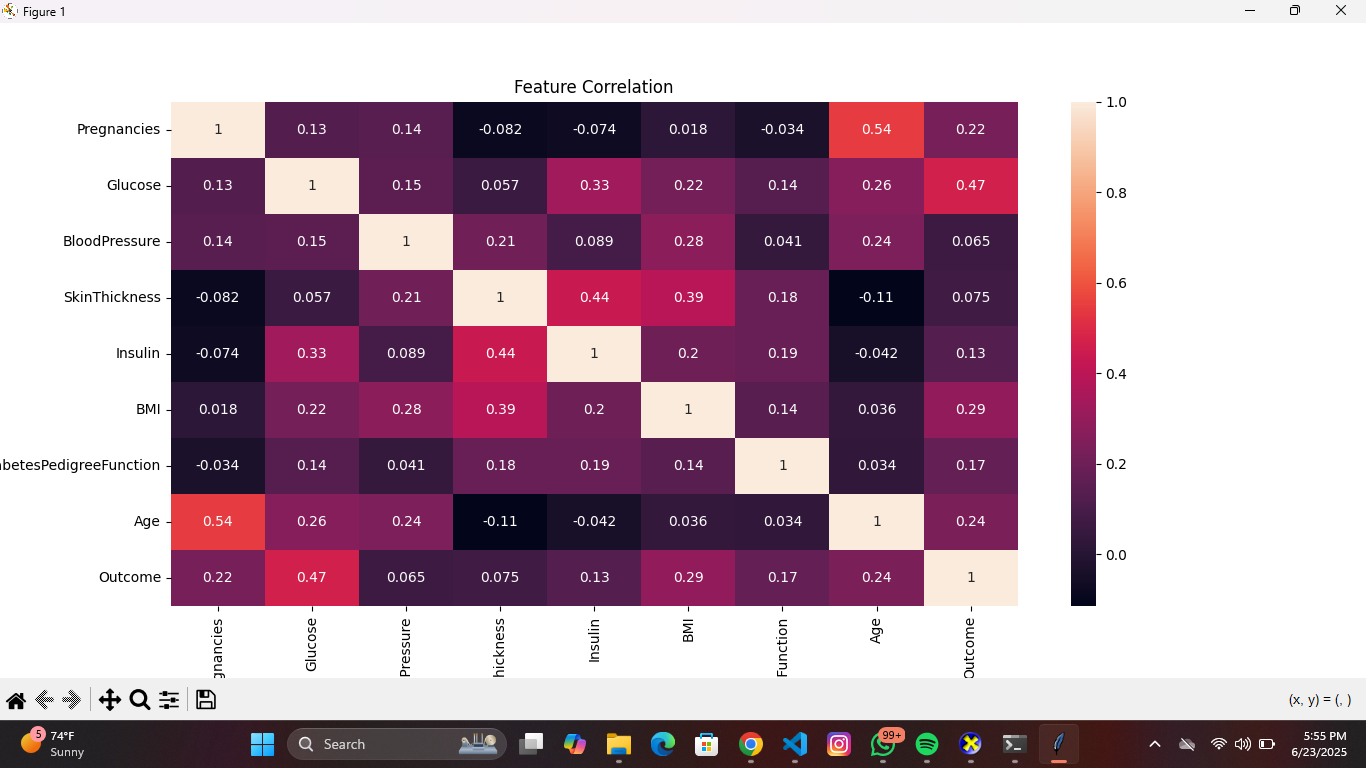 Figure 1
Feature Correlation
Pregnancies 1 0.13 0.14 -0.082 -0.074 0.018 -0.034 0.54 0.22
Glucose 0.13 1 0.15 0.057 0.33 0.22 0.14 0.26 0.47
BloodPressure 0.14 0.15 1 0.21 0.089 0.28 0.041 0.24 0.065
SkinThickness -0.082 0.057 0.21 1 0.44 0.39 0.18 -0.11 0.075
Insulin -0.074 0.33 0.089 0.44 1 0.2 0.19 -0.042 0.13
BMI 0.018 0.22 0.28 0.39 0.2 1 0.14 0.036 0.29
betesPedigreeFunction -0.034 0.14 0.041 0.18 0.19 0.14 1 0.034 0.17
Age 0.54 0.26 0.24 -0.11 -0.042 0.036 0.034 1 0.24
Outcome 0.22 0.47 0.065 0.075 0.13 0.29 0.17 0.24 1
gnancies Glucose Pressure hickness Insulin BMI Function Age Outcome
1.0
0.8
0.6
0.4
0.2
0.0
(x, y) = (, )
5
74°F
Sunny
Search
99+
5:55 PM
6/23/2025